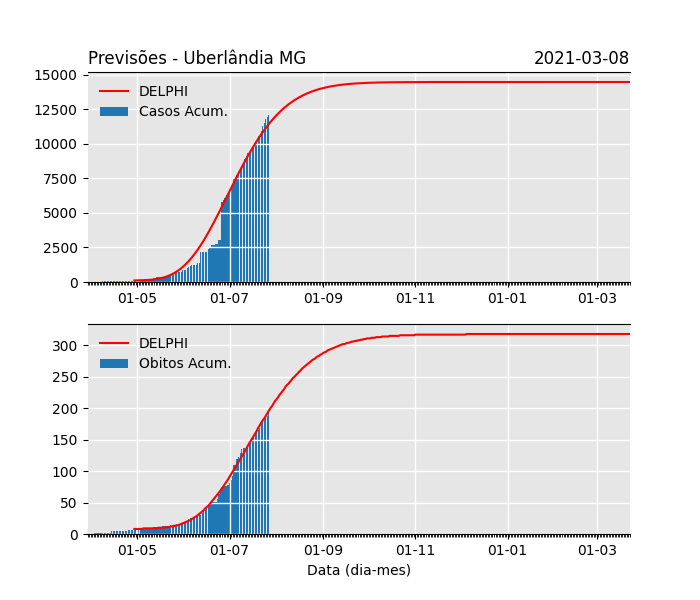 Previsões - Uberlândia MG 2021-03-08
15000
12500
10000
7500
5000
2500
0
DELPHI
Casos Acum.
01-05 01-07 01-09 01-11 01-01 01-03
300
250
200
150
100
50
0
DELPHI
Obitos Acum.
01-05 01-07 01-09 01-11 01-01 01-03
Data (dia-mes)